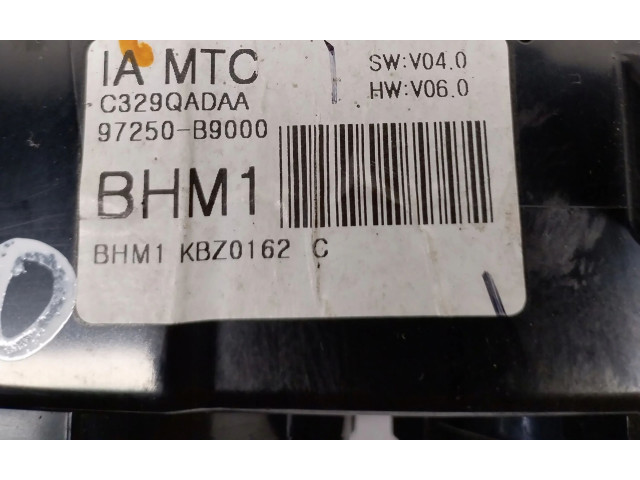 IA MTC
SW:V04.0
C329QADAA
HW:V06.0
97250-B9000
BHM1
BHM1 KBZ0162 C